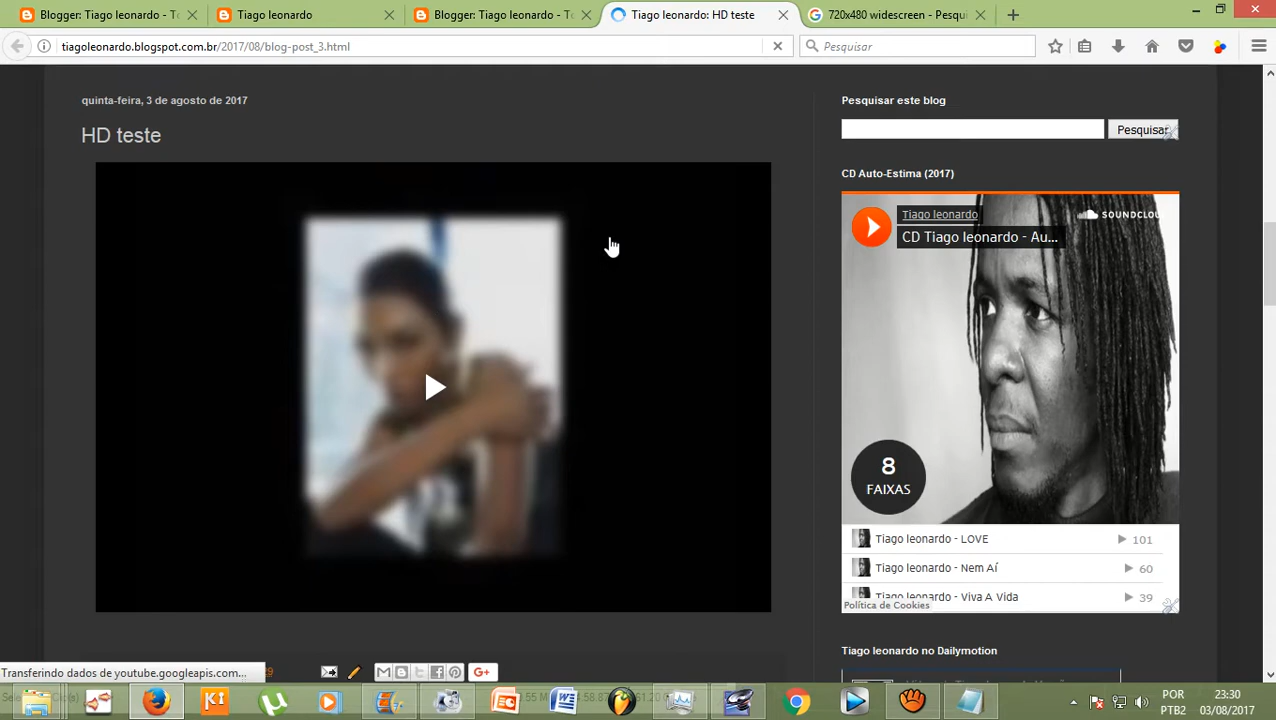 Blogger: Tiago leonardo - To
Tiago leonardo
Blogger: Tiago leonardo - To
Tiago leonardo: HD teste
720x480 widescreen - Pesqui
tiagoleonardo.blogspot.com.br/2017/08/blog-post_3.html
Pesquisar
quinta-feira, 3 de agosto de 2017
HD teste
Pesquisar este blog
Pesquisar
CD Auto-Estima (2017)
Tiago leonardo
SOUNDCLOU
CD Tiago leonardo - Au...
8
FAIXAS
Tiago leonardo - LOVE
101
Tiago leonardo - Nem Aí
60
Tiago leonardo - Viva A Vida
39
Política de Cookies
Tiago leonardo no Dailymotion
Transferindo dados de youtube.googleapis.com...
G+
POR
PTB2
23:30
03/08/2017